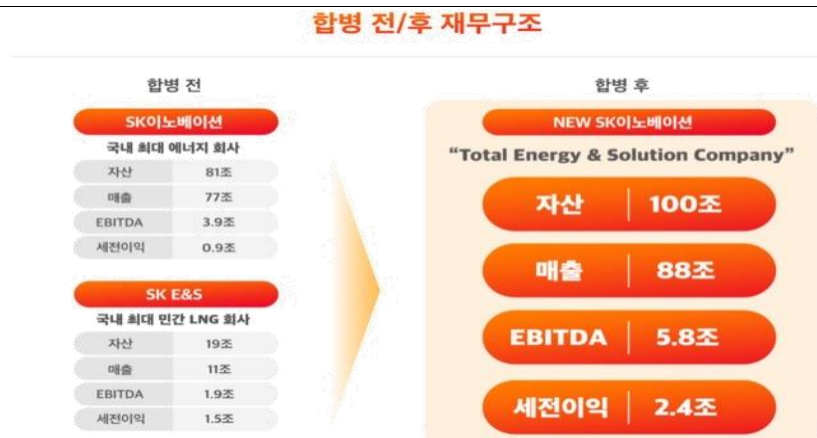 합병 전/후 재무구조
합병 전
SK이노베이션
국내 최대 에너지 회사
자산 81조
매출 77조
EBITDA 3.9조
세전이익 0.9조
SK E&S
국내 최대 민간 LNG 회사
자산 19조
매출 11조
EBITDA 1.9조
세전이익 1.5조
합병 후
NEW SK이노베이션
“Total Energy & Solution Company”
자산 100조
매출 88조
EBITDA 5.8조
세전이익 2.4조